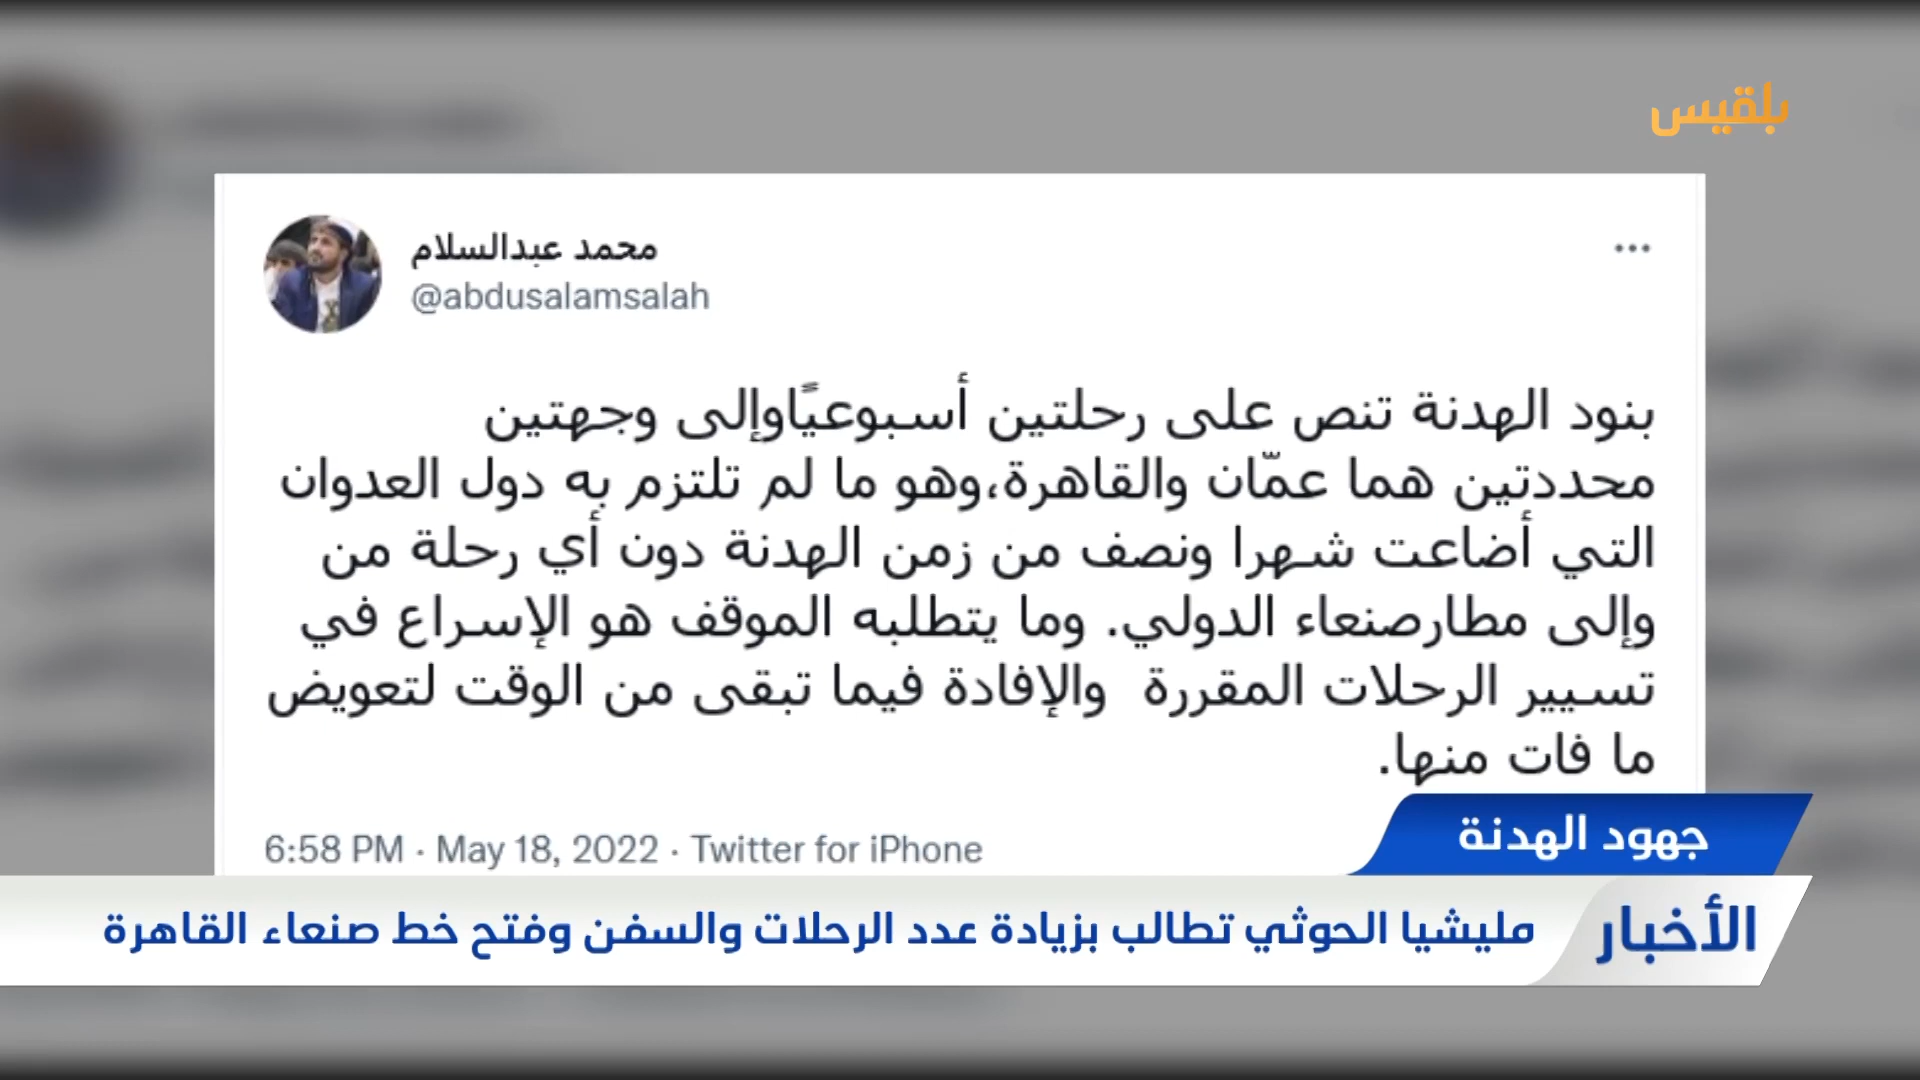 بلقيس
محمد عبدالسلام
@abdusalamsalah
بنود الهدنة تنص على رحلتين أسبوعيًاوإلى وجهتين
محددتين هما عمّان والقاهرة،وهو ما لم تلتزم به دول العدوان
التي أضاعت شهرا ونصف من زمن الهدنة دون أي رحلة من
وإلى مطارصنعاء الدولي. وما يتطلبه الموقف هو الإسراع في
تسيير الرحلات المقررة  والإفادة فيما تبقى من الوقت لتعويض
ما فات منها.
6:58 PM · May 18, 2022 · Twitter for iPhone
جهود الهدنة
الأخبار
مليشيا الحوثي تطالب بزيادة عدد الرحلات والسفن وفتح خط صنعاء القاهرة